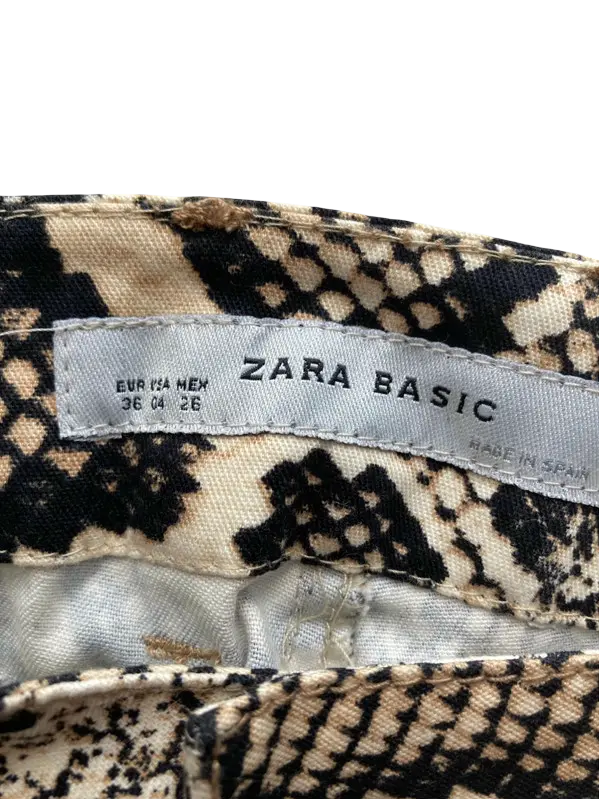 EUR USA MEX
36 04 26
ZARA BASIC
MADE IN SPAIN